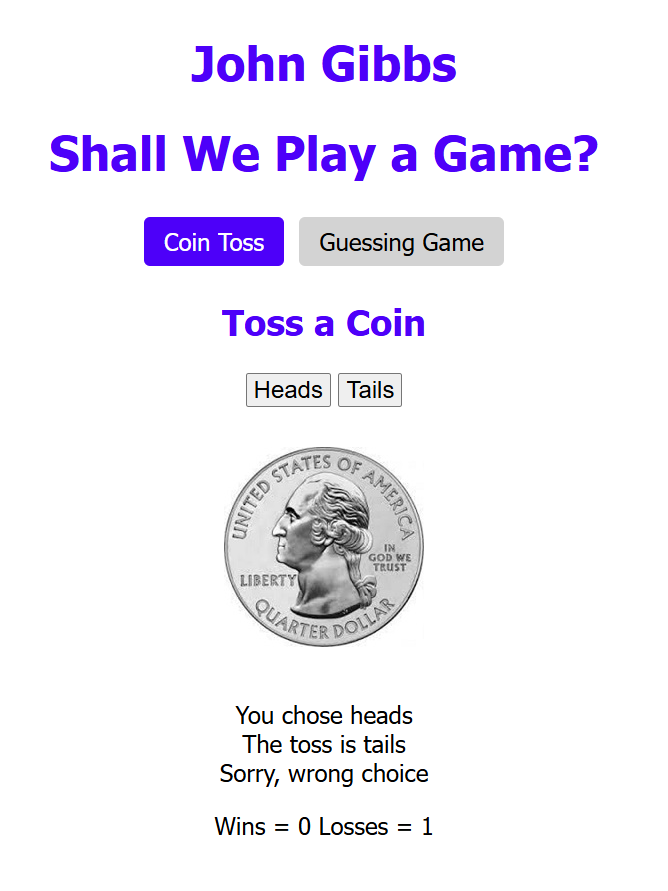 John Gibbs
Shall We Play a Game?
Coin Toss Guessing Game
Toss a Coin
Heads Tails
UNITED STATES OF AMERICA
IN
GOD WE
TRUST
LIBERTY
QUARTER DOLLAR
You chose heads
The toss is tails
Sorry, wrong choice
Wins = 0 Losses = 1